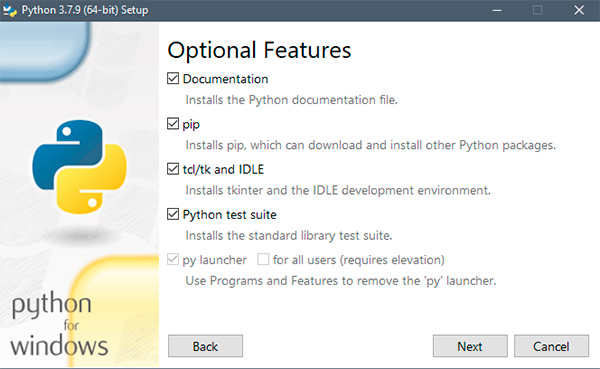 Python 3.7.9 (64-bit) Setup
Optional Features
Documentation
Installs the Python documentation file.
pip
Installs pip, which can download and install other Python packages.
tcl/tk and IDLE
Installs tkinter and the IDLE development environment.
Python test suite
Installs the standard library test suite.
py launcher for all users (requires elevation)
Use Programs and Features to remove the 'py' launcher.
python
for
windows
Back Next Cancel